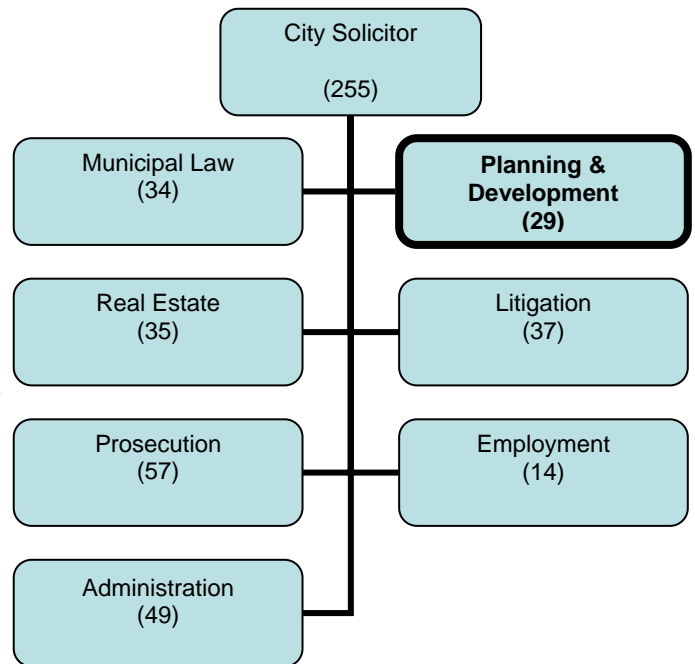 City Solicitor
(255)
Municipal Law
(34)
Planning &
Development
(29)
Real Estate
(35)
Litigation
(37)
Prosecution
(57)
Employment
(14)
Administration
(49)